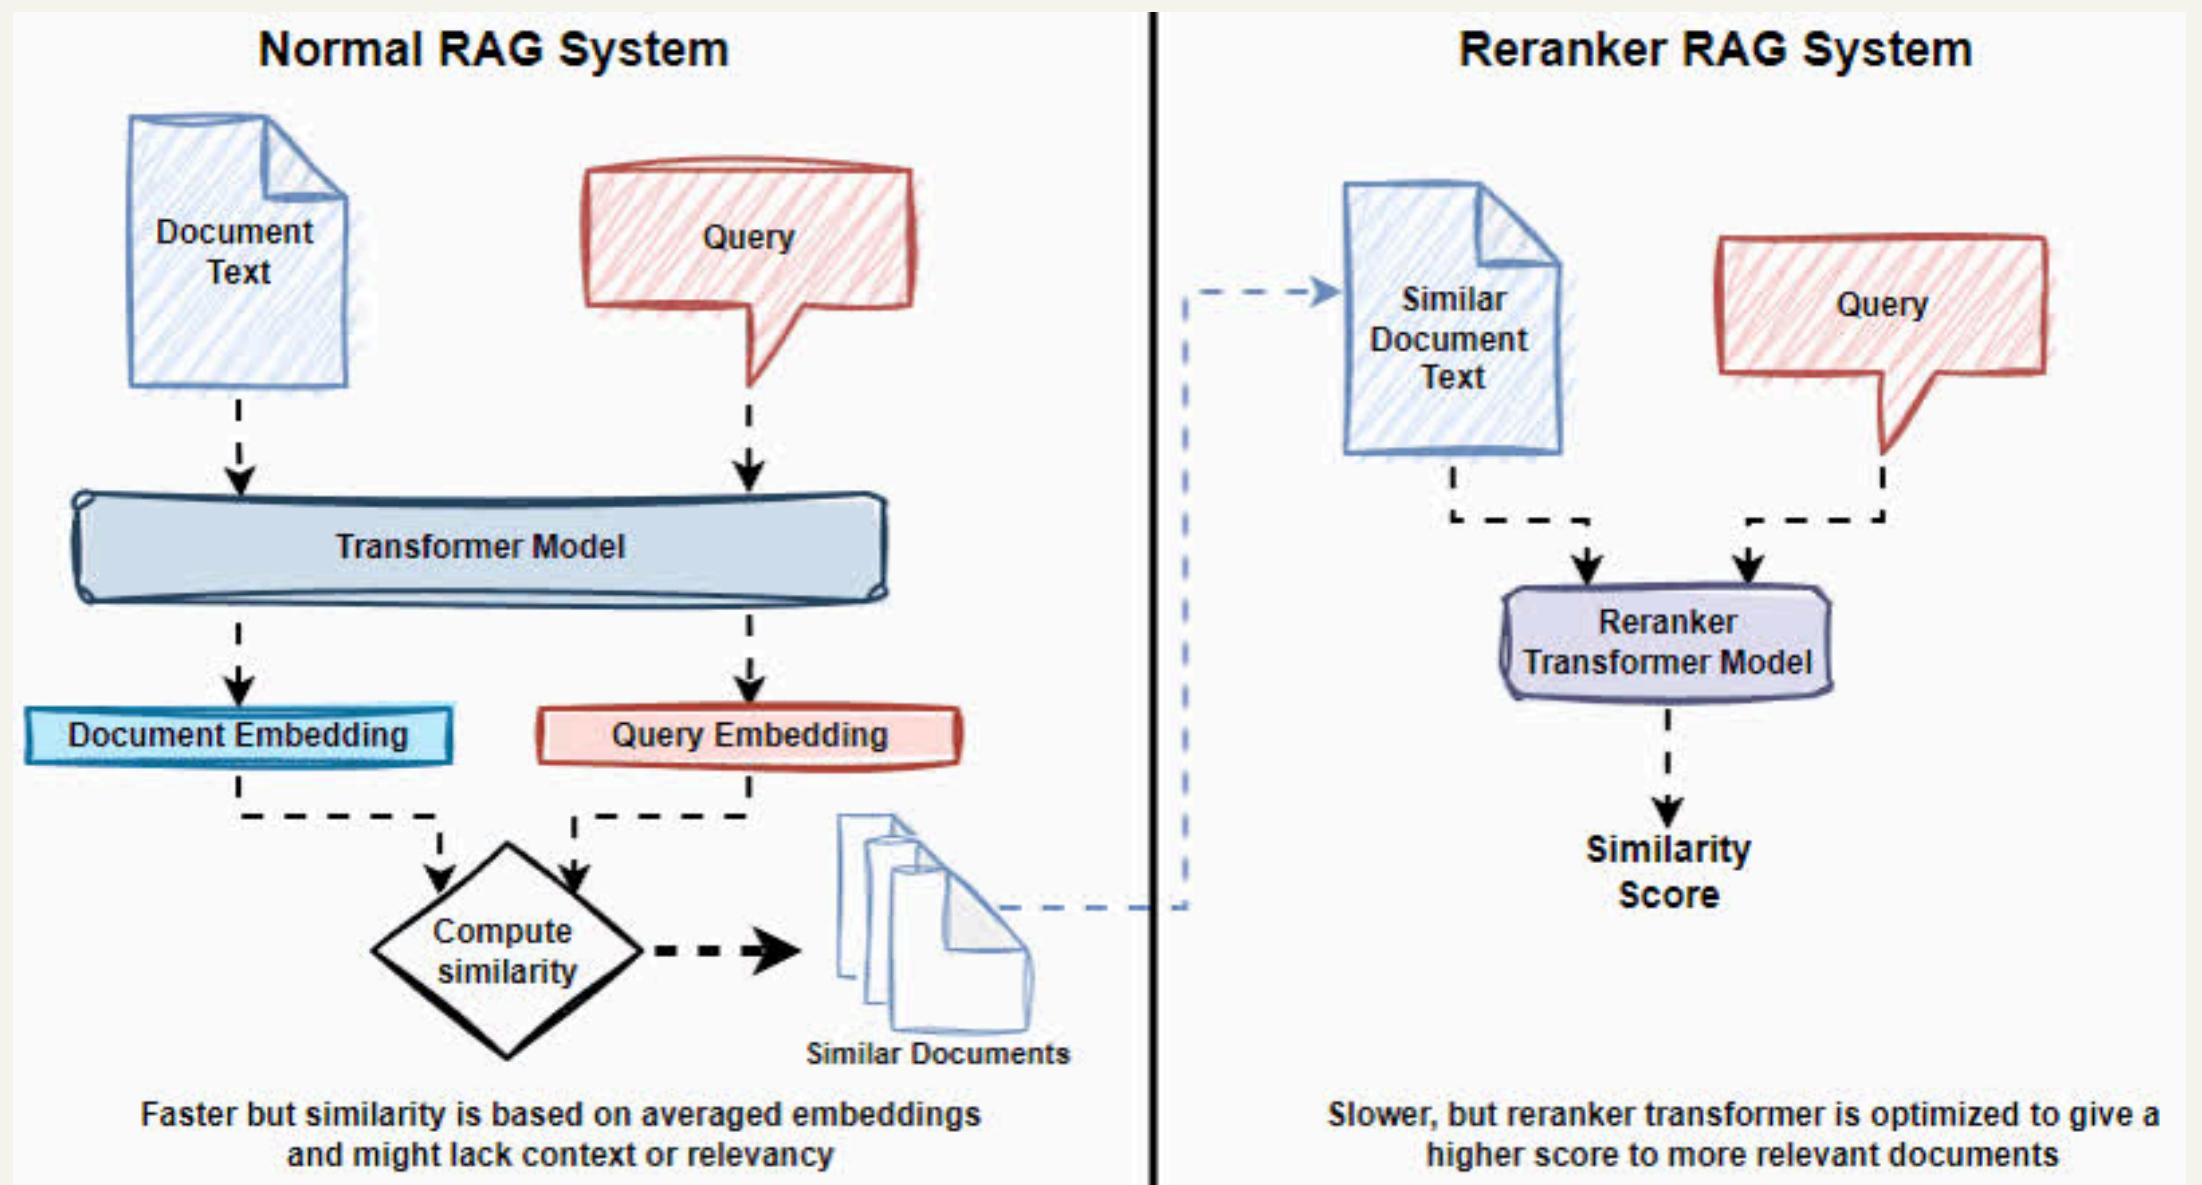 Normal RAG System
Document
Text
Query
Transformer Model
Document Embedding
Query Embedding
Compute
similarity
Similar Documents
Faster but similarity is based on averaged embeddings
and might lack context or relevancy
Reranker RAG System
Similar
Document
Text
Query
Reranker
Transformer Model
Similarity
Score
Slower, but reranker transformer is optimized to give a
higher score to more relevant documents